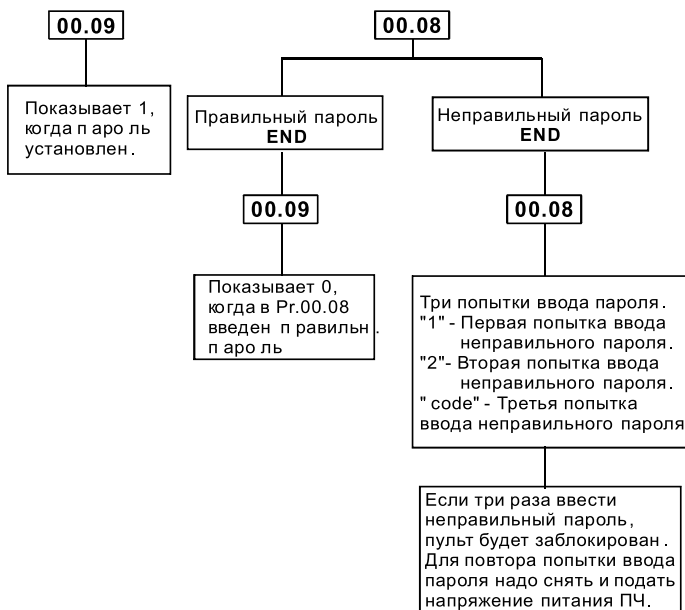 00.09
Показывает 1,
когда п аро ль
установлен.
00.08
Правильный пароль
END
00.09
Показывает 0,
когда в Pr.00.08
введен п равильн .
п аро ль
Неправильный пароль
END
00.08
Три попытки ввода пароля.
"1" - Первая попытка ввода
неправильного пароля.
"2"- Вторая попытка ввода
неправильного пароля.
" code" - Третья попытка
ввода неправильного пароля
Если три раза ввести
неправильный пароль,
пульт будет заблокирован.
Для повтора попытки ввода
пароля надо снять и подать
напряжение питания ПЧ.